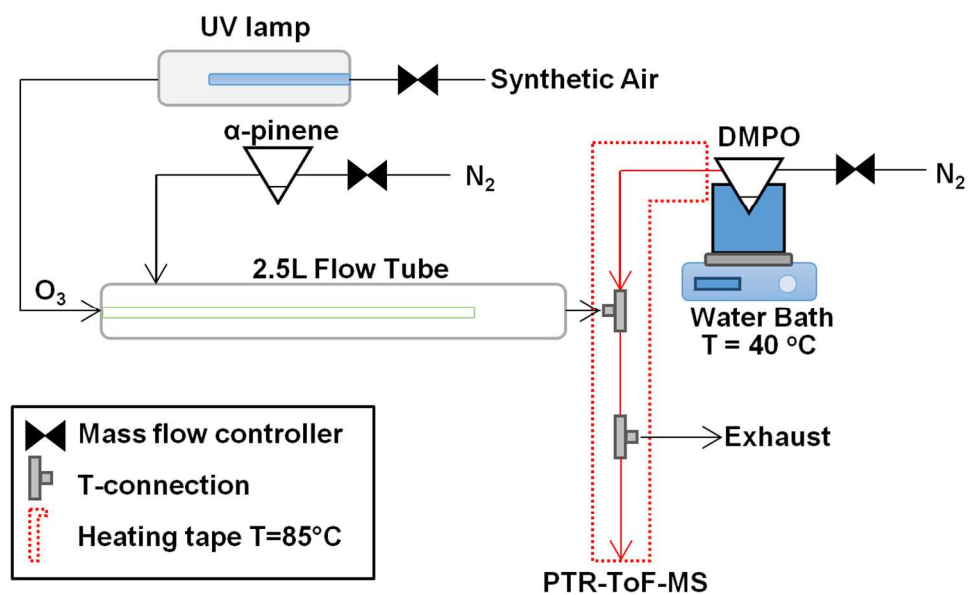 UV lamp
Synthetic Air
α-pinene
N2
DMPO
N2
2.5L Flow Tube
O3
Water Bath
T = 40 °C
Mass flow controller
T-connection
Heating tape T=85°C
Exhaust
PTR-ToF-MS